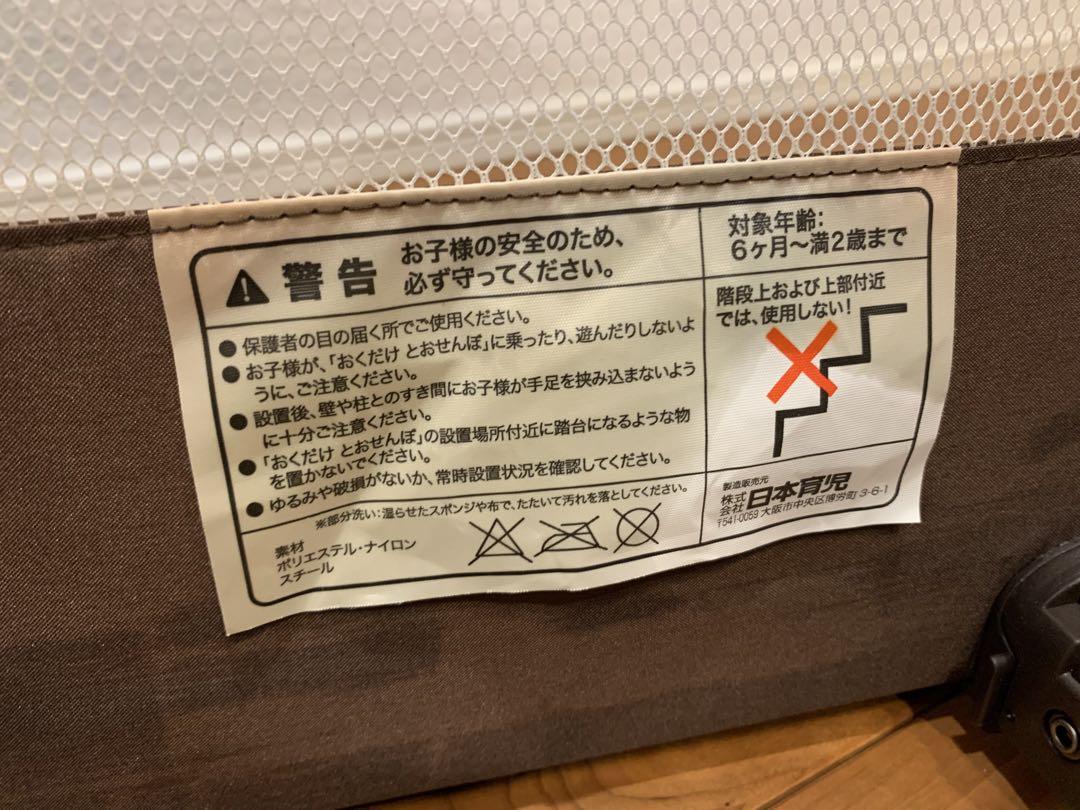 警告
お子様の安全のため、
必ず守ってください。
対象年齢:
6ヶ月〜満2歳まで
●保護者の目の届く所でご使用ください。
●お子様が、「おくだけ とおせんぼ」に乗ったり、遊んだりしないよ
うに、ご注意ください。
●設置後、壁や柱とのすき間にお子様が手足を挟み込まないよう
に十分ご注意ください。
●「おくだけ とおせんぼ」の設置場所付近に踏台になるような物
を置かないでください。
●ゆるみや破損がないか、常時設置状況を確認してください。
階段上および上部付近
では、使用しない!
※部分洗い:湿らせたスポンジや布で、たたいて汚れを落としてください。
素材
ポリエステル・ナイロン
スチール
製造販売元
株式会社 日本育児
〒541-0059 大阪市中央区博労町 3-6-1